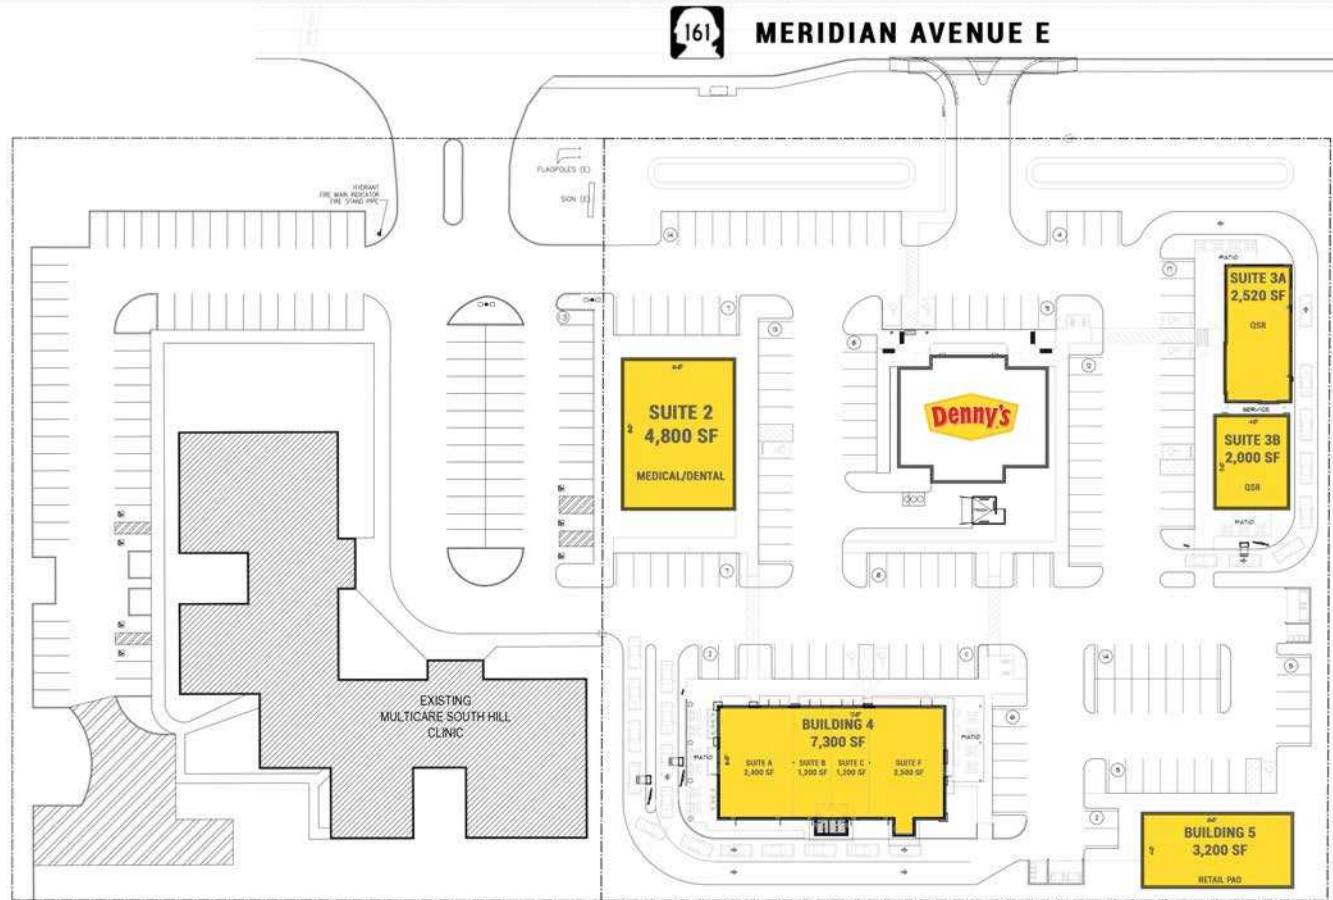 161 MERIDIAN AVENUE E
FLAGPOLES (E)
SIGN (E)
HYDRANT
FIRE MAIN INDICATOR
FIRE STAND PIPE
PATIO
SUITE 3A
2,520 SF
QSR
SERVICE
SUITE 3B
2,000 SF
QSR
PATIO
SUITE 2
4,800 SF
MEDICAL/DENTAL
Denny's
EXISTING
MULTICARE SOUTH HILL
CLINIC
BUILDING 4
7,300 SF
PATIO
PATIO
SUITE A
2,400 SF
SUITE B
1,200 SF
SUITE C
1,200 SF
SUITE F
2,500 SF
BUILDING 5
3,200 SF
RETAIL PAD